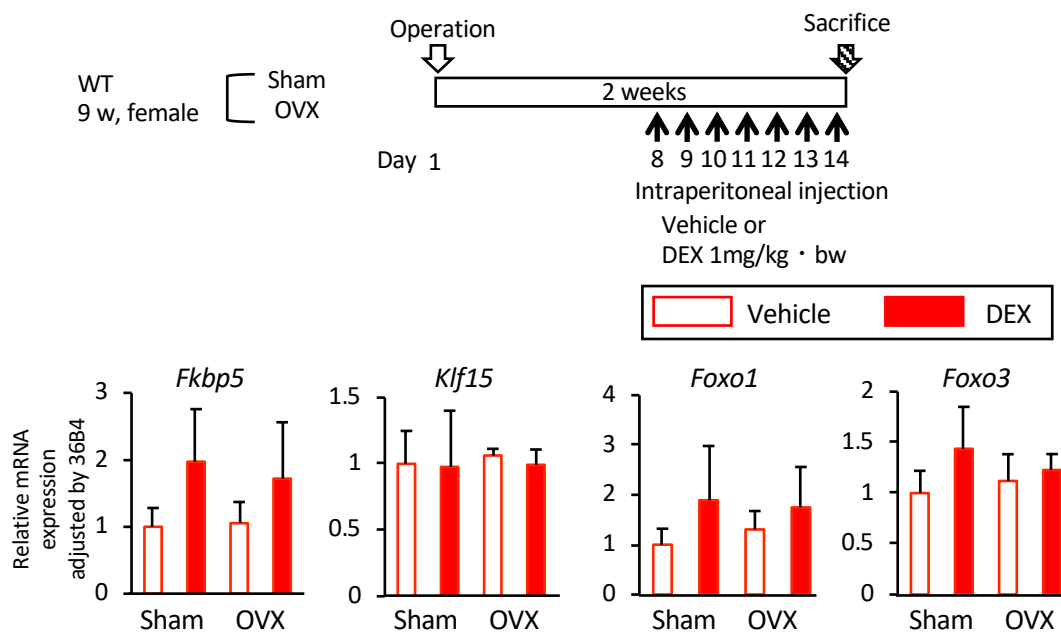 Operation
Sacrifice
WT
9 w, female
Sham
OVX
2 weeks
Day 1
8 9 10 11 12 13 14
Intraperitoneal injection
Vehicle or
DEX 1mg/kg・bw
Vehicle DEX
Relative mRNA
expression
adjusted by 36B4
Fkbp5
3
2
1
0
Sham OVX
Klf15
1.5
1
0.5
0
Sham OVX
Foxo1
4
3
2
1
0
Sham OVX
Foxo3
2
1.5
1
0.5
0
Sham OVX